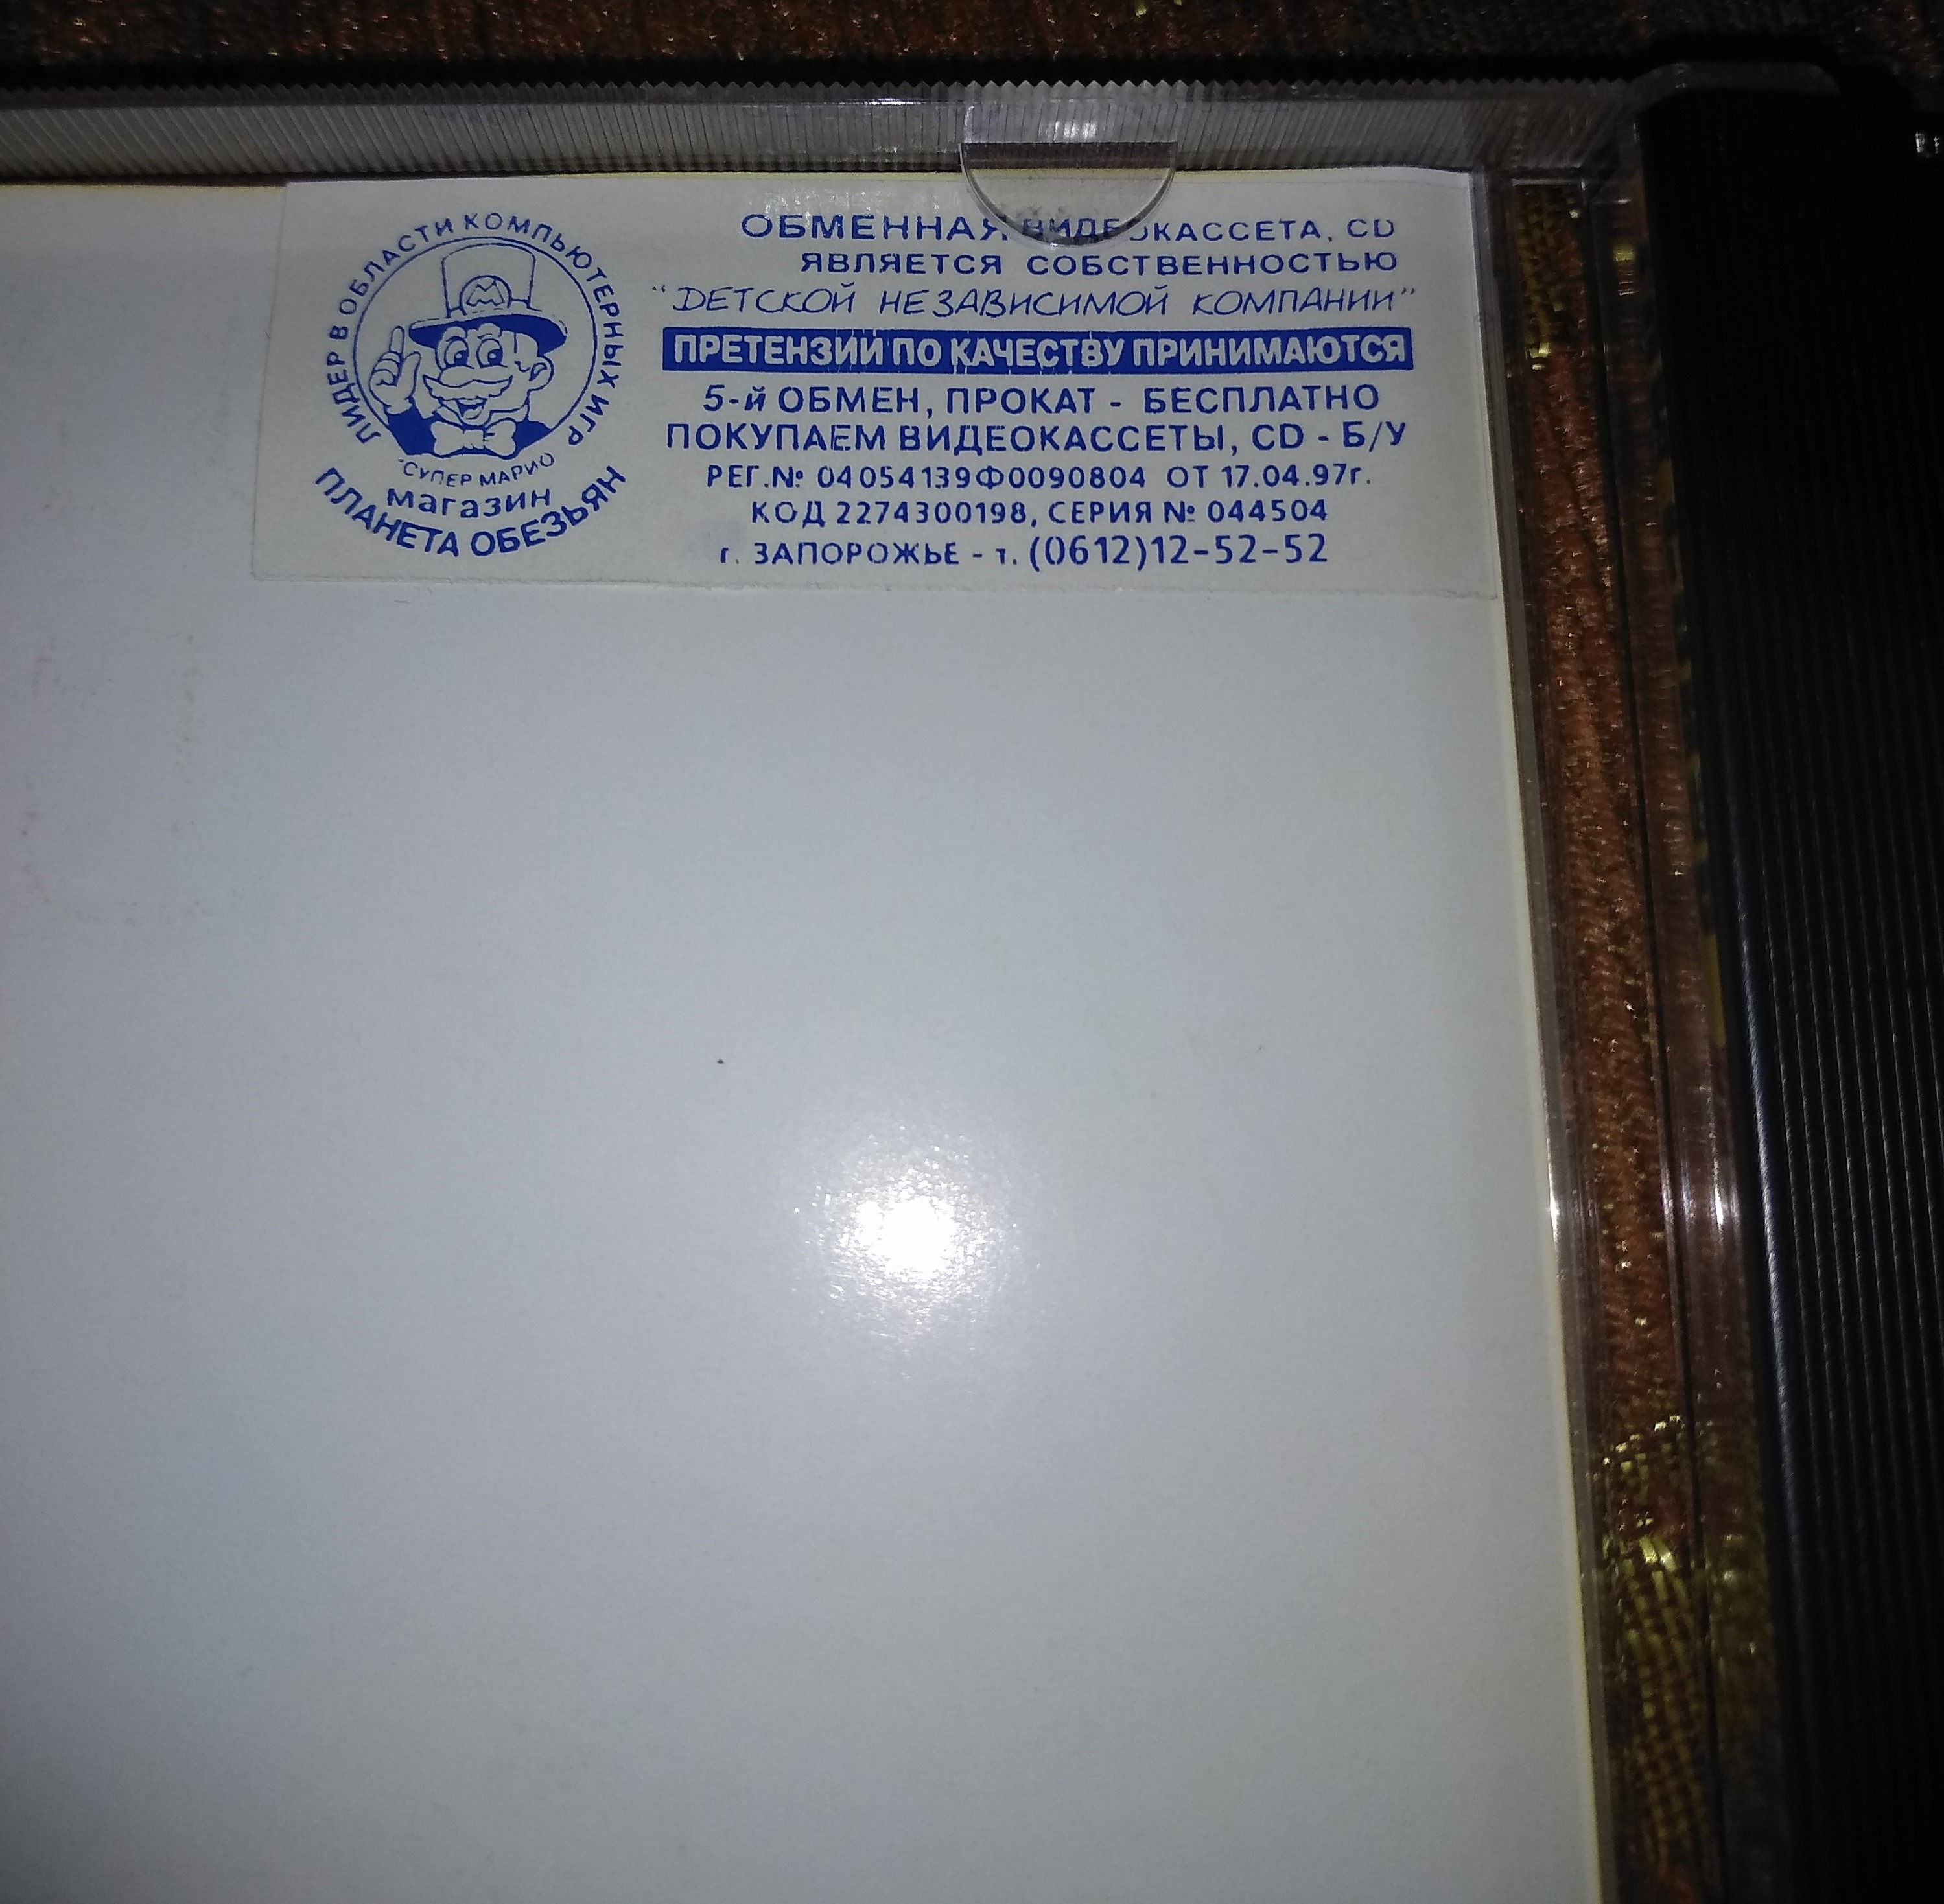 ЛИДЕР В ОБЛАСТИ КОМПЬЮТЕРНЫХ ИГР
М
"СУПЕР МАРИО
магазин
ПЛАНЕТА ОБЕЗЬЯН
ОБМЕННАЯ ВИДЕОКАССЕТА, CD
ЯВЛЯЕТСЯ СОБСТВЕННОСТЬЮ
"ДЕТСКОЙ НЕЗАВИСИМОЙ КОМПАНИИ"
ПРЕТЕНЗИИ ПО КАЧЕСТВУ ПРИНИМАЮТСЯ
5-й ОБМЕН, ПРОКАТ - БЕСПЛАТНО
ПОКУПАЕМ ВИДЕОКАССЕТЫ, CD - Б/У
РЕГ.№ 04054139Ф0090804 ОТ 17.04.97г.
КОД 2274300198, СЕРИЯ № 044504
г. ЗАПОРОЖЬЕ - т. (0612)12-52-52